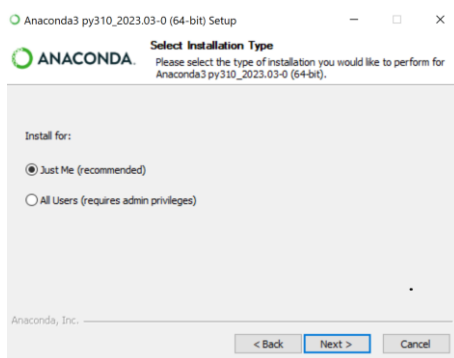 Anaconda3 py310_2023.03-0 (64-bit) Setup
ANACONDA.
Select Installation Type
Please select the type of installation you would like to perform for
Anaconda3 py310_2023.03-0 (64-bit).
Install for:
Just Me (recommended)
All Users (requires admin privileges)
Anaconda, Inc.
< Back
Next >
Cancel